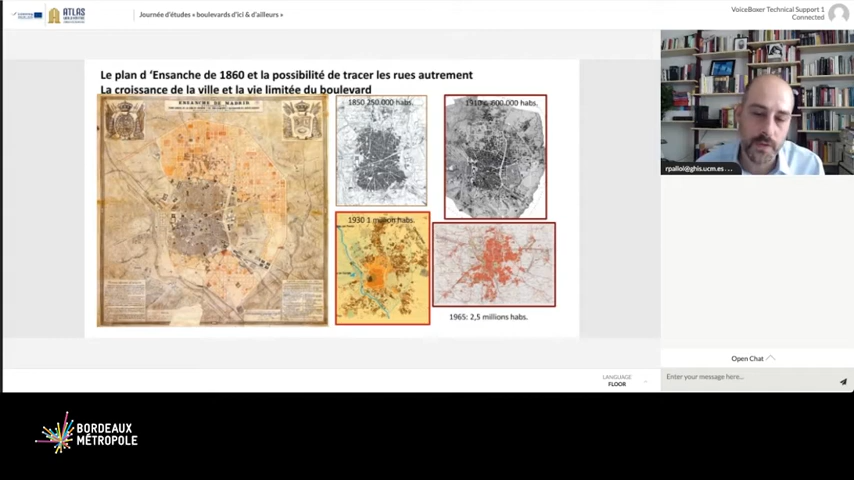 ATLAS
Journée d'études « boulevards d'ici & d'ailleurs »
VoiceBoxer Technical Support 1
Connected
Le plan d 'Ensanche de 1860 et la possibilité de tracer les rues autrement
La croissance de la ville et la vie limitée du boulevard
ENSANCHE DE MADRID
1850 250.000 habs.
1930 1 million habs.
1965: 2,5 millions habs.
rpallol@ghis.ucm.es ...
Open Chat
Enter your message here...
LANGUAGE
FLOOR
BORDEAUX
MÉTROPOLE